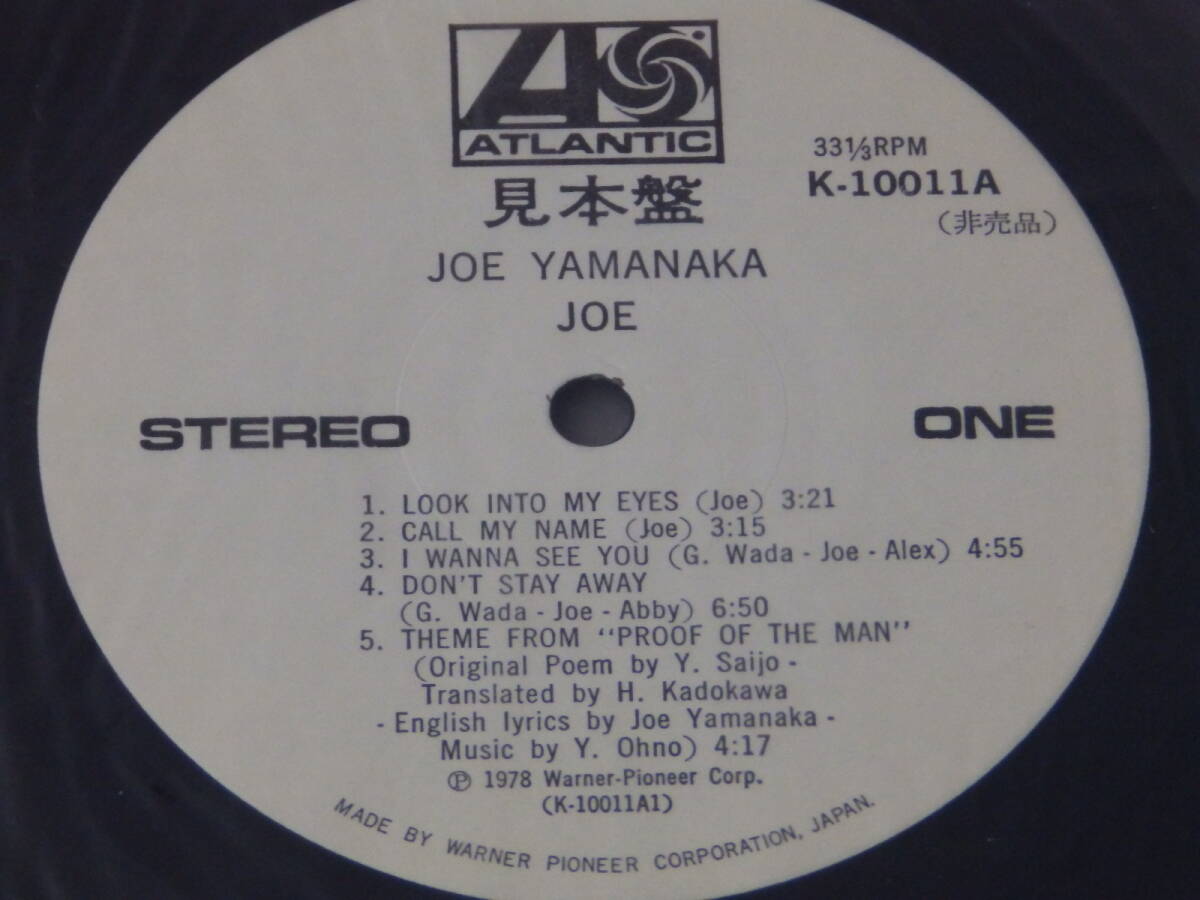 ATLANTIC
33⅓RPM
K-10011A
見本盤
(非売品)
JOE YAMANAKA
JOE
STEREO
ONE
1. LOOK INTO MY EYES (Joe) 3:21
2. CALL MY NAME (Joe) 3:15
3. I WANNA SEE YOU (G. Wada - Joe - Alex) 4:55
4. DON'T STAY AWAY
(G. Wada - Joe - Abby) 6:50
5. THEME FROM “PROOF OF THE MAN”
(Original Poem by Y. Saijo -
Translated by H. Kadokawa
- English lyrics by Joe Yamanaka -
Music by Y. Ohno) 4:17
Ⓟ 1978 Warner-Pioneer Corp.
(K-10011A1)
MADE BY WARNER PIONEER CORPORATION, JAPAN.